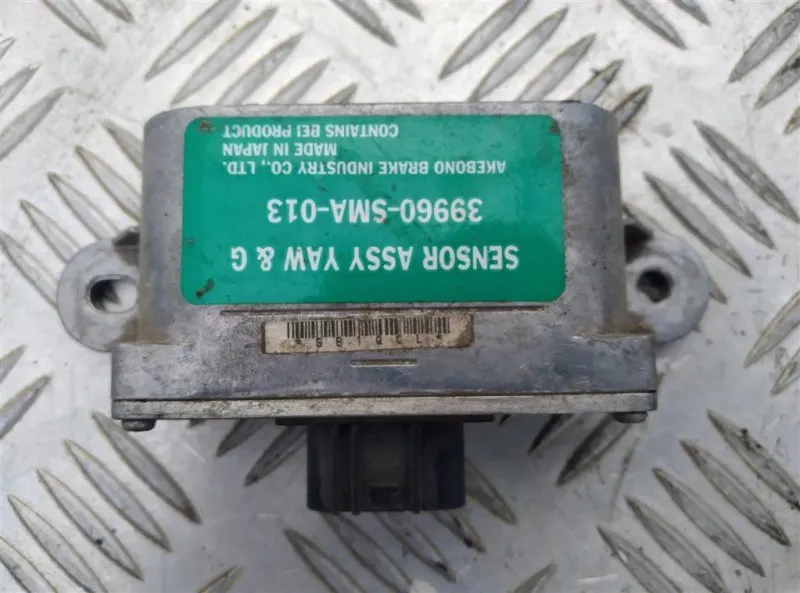 SENSOR ASSY YAW & G
39960-SMA-013
AKEBONO BRAKE INDUSTRY CO., LTD.
MADE IN JAPAN
CONTAINS BEI PRODUCT